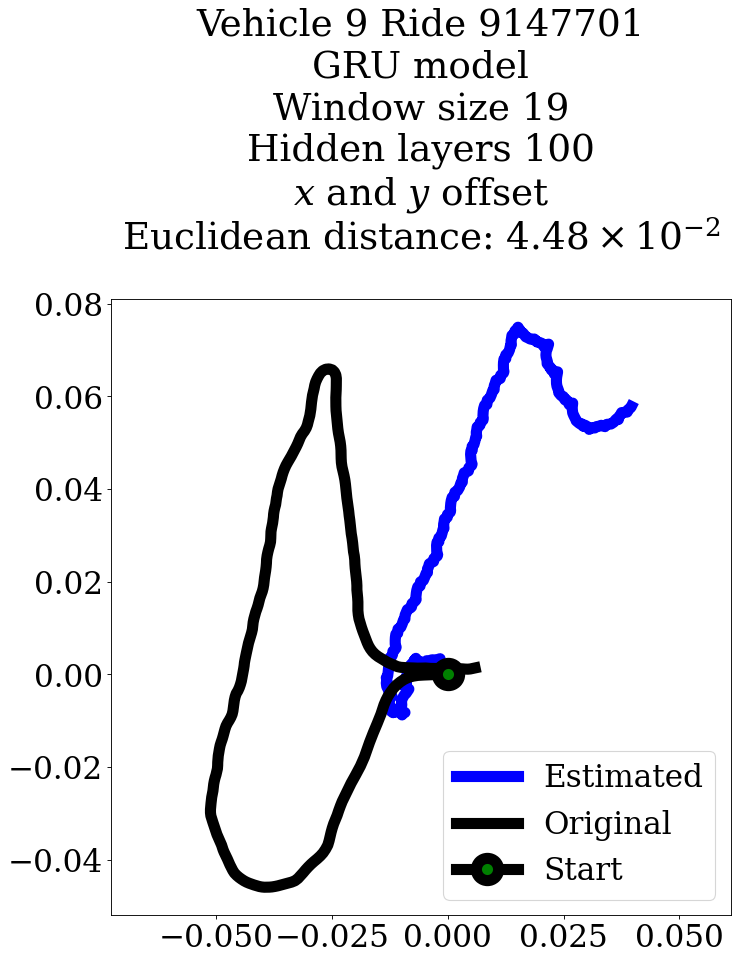 Vehicle 9 Ride 9147701
GRU model
Window size 19
Hidden layers 100
x and y offset
Euclidean distance: 4.48 × 10⁻²
0.08
0.06
0.04
0.02
0.00
−0.02
−0.04
Estimated
Original
Start
−0.050 −0.025 0.000 0.025 0.050